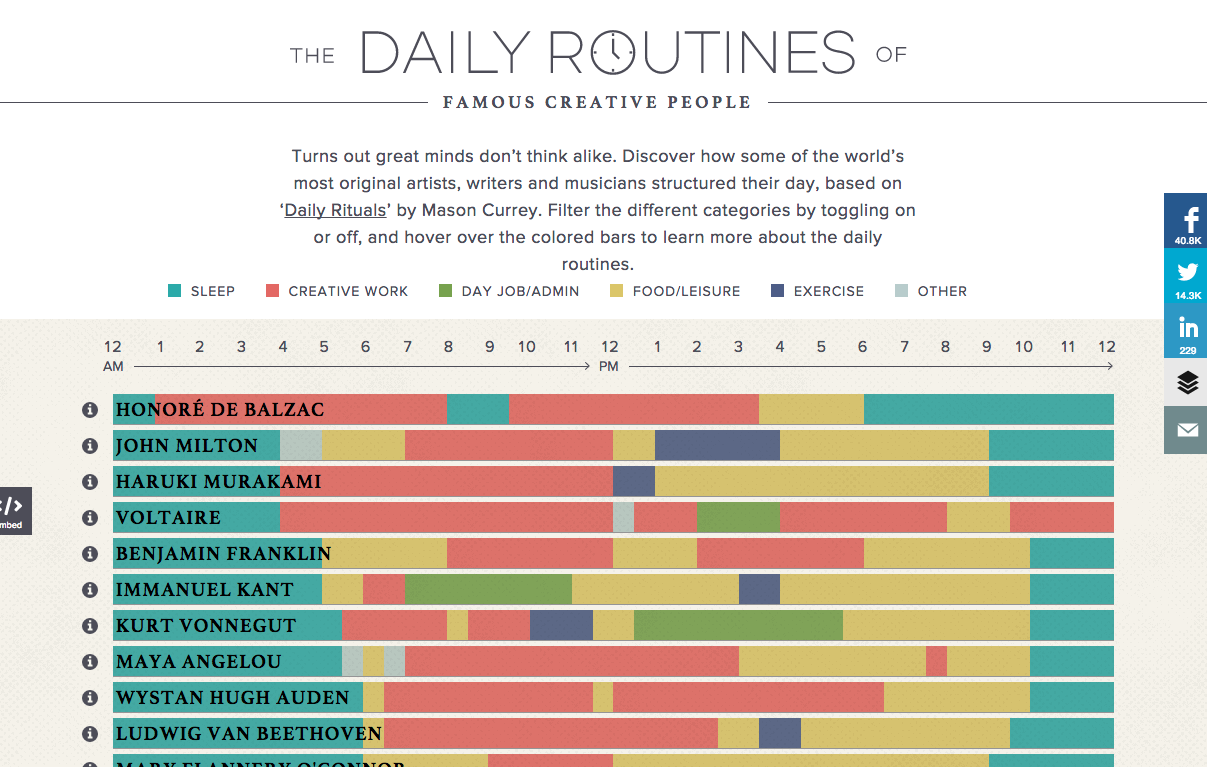 THE DAILY ROUTINES OF
FAMOUS CREATIVE PEOPLE
Turns out great minds don’t think alike. Discover how some of the world’s
most original artists, writers and musicians structured their day, based on
‘Daily Rituals’ by Mason Currey. Filter the different categories by toggling on
or off, and hover over the colored bars to learn more about the daily
routines.
SLEEP CREATIVE WORK DAY JOB/ADMIN FOOD/LEISURE EXERCISE OTHER
f
40.8K
14.3K
in
229
12 1 2 3 4 5 6 7 8 9 10 11 12 1 2 3 4 5 6 7 8 9 10 11 12
AM PM
HONORÉ DE BALZAC
JOHN MILTON
HARUKI MURAKAMI
</>
mbed
VOLTAIRE
BENJAMIN FRANKLIN
IMMANUEL KANT
KURT VONNEGUT
MAYA ANGELOU
WYSTAN HUGH AUDEN
LUDWIG VAN BEETHOVEN
MARY FLANNERY O'CONNOR